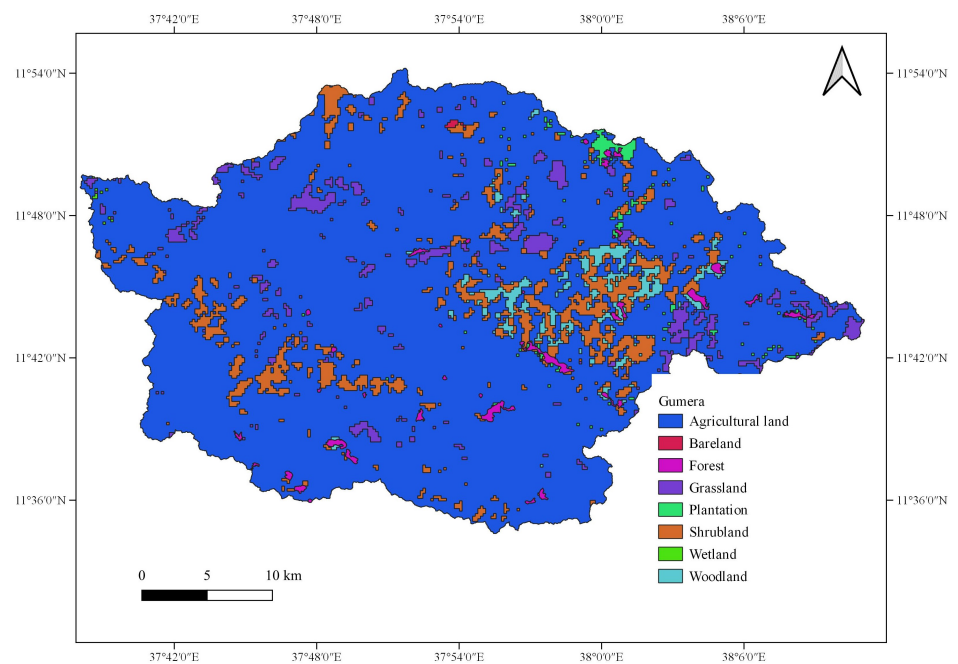 37°42'0"E 37°48'0"E 37°54'0"E 38°0'0"E 38°6'0"E
11°54'0"N 11°54'0"N
11°48'0"N 11°48'0"N
11°42'0"N 11°42'0"N
Gumera
Agricultural land
Bareland
Forest
Grassland
11°36'0"N 11°36'0"N
Plantation
Shrubland
Wetland
Woodland
0 5 10 km
37°42'0"E 37°48'0"E 37°54'0"E 38°0'0"E 38°6'0"E